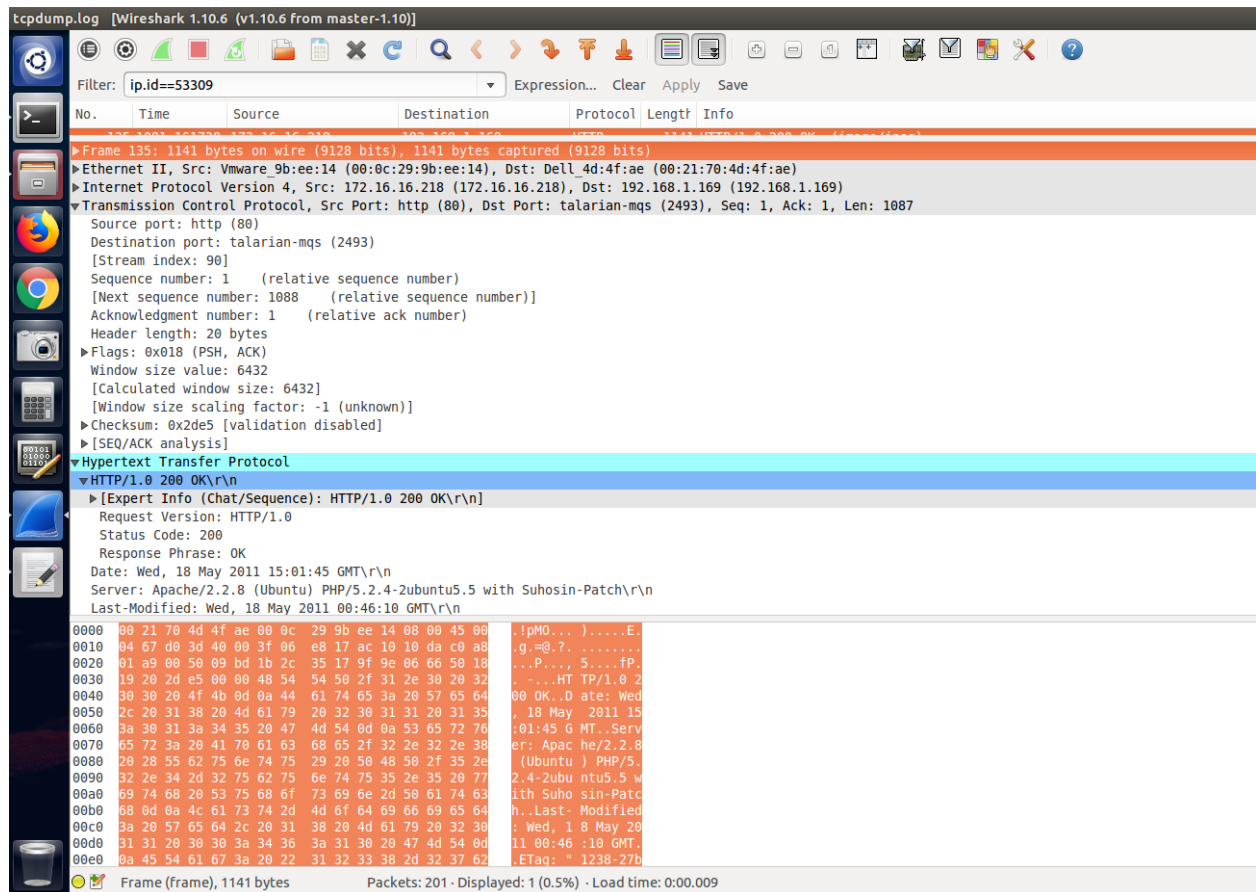 tcpdump.log [Wireshark 1.10.6 (v1.10.6 from master-1.10)]
Filter: ip.id==53309 Expression... Clear Apply Save
No. Time Source Destination Protocol Length Info
135 1091.161738 172.16.16.218 192.168.1.169 HTTP 1141 HTTP/1.0 200 OK (image/jpeg)
Frame 135: 1141 bytes on wire (9128 bits), 1141 bytes captured (9128 bits)
Ethernet II, Src: Vmware_9b:ee:14 (00:0c:29:9b:ee:14), Dst: Dell_4d:4f:ae (00:21:70:4d:4f:ae)
Internet Protocol Version 4, Src: 172.16.16.218 (172.16.16.218), Dst: 192.168.1.169 (192.168.1.169)
Transmission Control Protocol, Src Port: http (80), Dst Port: talarian-mqs (2493), Seq: 1, Ack: 1, Len: 1087
Source port: http (80)
Destination port: talarian-mqs (2493)
[Stream index: 90]
Sequence number: 1 (relative sequence number)
[Next sequence number: 1088 (relative sequence number)]
Acknowledgment number: 1 (relative ack number)
Header length: 20 bytes
Flags: 0x018 (PSH, ACK)
Window size value: 6432
[Calculated window size: 6432]
[Window size scaling factor: -1 (unknown)]
Checksum: 0x2de5 [validation disabled]
[SEQ/ACK analysis]
Hypertext Transfer Protocol
HTTP/1.0 200 OK\r\n
[Expert Info (Chat/Sequence): HTTP/1.0 200 OK\r\n]
Request Version: HTTP/1.0
Status Code: 200
Response Phrase: OK
Date: Wed, 18 May 2011 15:01:45 GMT\r\n
Server: Apache/2.2.8 (Ubuntu) PHP/5.2.4-2ubuntu5.5 with Suhosin-Patch\r\n
Last-Modified: Wed, 18 May 2011 00:46:10 GMT\r\n
0000 00 21 70 4d 4f ae 00 0c 29 9b ee 14 08 00 45 00 .!pMO... ).....E.
0010 04 67 d0 3d 40 00 3f 06 e8 17 ac 10 10 da c0 a8 .g.=@.?. ........
0020 01 a9 00 50 09 bd 1b 2c 35 17 9f 9e 06 66 50 18 ...P..., 5....fP.
0030 19 20 2d e5 00 00 48 54 54 50 2f 31 2e 30 20 32 . -...HT TP/1.0 2
0040 30 30 20 4f 4b 0d 0a 44 61 74 65 3a 20 57 65 64 00 OK..D ate: Wed
0050 2c 20 31 38 20 4d 61 79 20 32 30 31 31 20 31 35 , 18 May 2011 15
0060 3a 30 31 3a 34 35 20 47 4d 54 0d 0a 53 65 72 76 :01:45 G MT..Serv
0070 65 72 3a 20 41 70 61 63 68 65 2f 32 2e 32 2e 38 er: Apac he/2.2.8
0080 20 28 55 62 75 6e 74 75 29 20 50 48 50 2f 35 2e (Ubuntu ) PHP/5.
0090 32 2e 34 2d 32 75 62 75 6e 74 75 35 2e 35 20 77 2.4-2ubu ntu5.5 w
00a0 69 74 68 20 53 75 68 6f 73 69 6e 2d 50 61 74 63 ith Suho sin-Patc
00b0 68 0d 0a 4c 61 73 74 2d 4d 6f 64 69 66 69 65 64 h..Last- Modified
00c0 3a 20 57 65 64 2c 20 31 38 20 4d 61 79 20 32 30 : Wed, 1 8 May 20
00d0 31 31 20 30 30 3a 34 36 3a 31 30 20 47 4d 54 0d 11 00:46 :10 GMT.
00e0 0a 45 54 61 67 3a 20 22 31 32 33 38 2d 32 37 62 .ETag: " 1238-27b
Frame (frame), 1141 bytes Packets: 201 · Displayed: 1 (0.5%) · Load time: 0:00.009